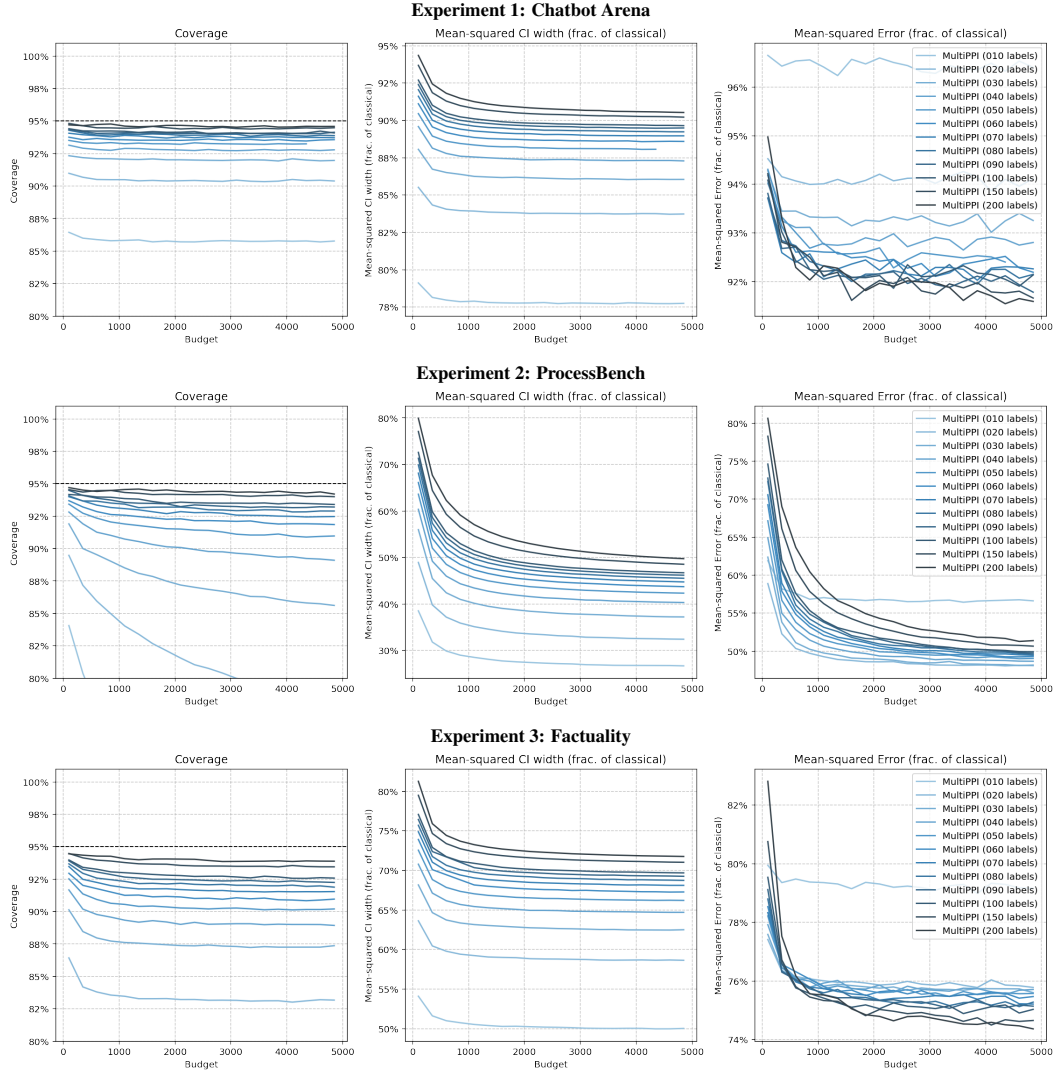 Experiment 1: Chatbot Arena
Coverage
100%
98%
95%
92%
90%
88%
85%
82%
80%
0 1000 2000 3000 4000 5000
Budget
Coverage
Mean-squared CI width (frac. of classical)
95%
92%
90%
88%
85%
82%
80%
78%
0 1000 2000 3000 4000 5000
Budget
Mean-squared CI width (frac. of classical)
Mean-squared Error (frac. of classical)
96%
95%
94%
93%
92%
0 1000 2000 3000 4000 5000
Budget
Mean-squared Error (frac. of classical)
MultiPPI (010 labels)
MultiPPI (020 labels)
MultiPPI (030 labels)
MultiPPI (040 labels)
MultiPPI (050 labels)
MultiPPI (060 labels)
MultiPPI (070 labels)
MultiPPI (080 labels)
MultiPPI (090 labels)
MultiPPI (100 labels)
MultiPPI (150 labels)
MultiPPI (200 labels)
Experiment 2: ProcessBench
Coverage
100%
98%
95%
92%
90%
88%
85%
82%
80%
0 1000 2000 3000 4000 5000
Budget
Coverage
Mean-squared CI width (frac. of classical)
80%
70%
60%
50%
40%
30%
0 1000 2000 3000 4000 5000
Budget
Mean-squared CI width (frac. of classical)
Mean-squared Error (frac. of classical)
80%
75%
70%
65%
60%
55%
50%
0 1000 2000 3000 4000 5000
Budget
Mean-squared Error (frac. of classical)
MultiPPI (010 labels)
MultiPPI (020 labels)
MultiPPI (030 labels)
MultiPPI (040 labels)
MultiPPI (050 labels)
MultiPPI (060 labels)
MultiPPI (070 labels)
MultiPPI (080 labels)
MultiPPI (090 labels)
MultiPPI (100 labels)
MultiPPI (150 labels)
MultiPPI (200 labels)
Experiment 3: Factuality
Coverage
100%
98%
95%
92%
90%
88%
85%
82%
80%
0 1000 2000 3000 4000 5000
Budget
Coverage
Mean-squared CI width (frac. of classical)
80%
75%
70%
65%
60%
55%
50%
0 1000 2000 3000 4000 5000
Budget
Mean-squared CI width (frac. of classical)
Mean-squared Error (frac. of classical)
82%
80%
78%
76%
74%
0 1000 2000 3000 4000 5000
Budget
Mean-squared Error (frac. of classical)
MultiPPI (010 labels)
MultiPPI (020 labels)
MultiPPI (030 labels)
MultiPPI (040 labels)
MultiPPI (050 labels)
MultiPPI (060 labels)
MultiPPI (070 labels)
MultiPPI (080 labels)
MultiPPI (090 labels)
MultiPPI (100 labels)
MultiPPI (150 labels)
MultiPPI (200 labels)